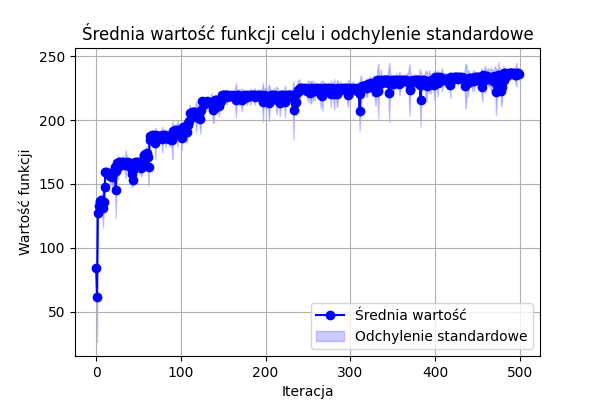 Średnia wartość funkcji celu i odchylenie standardowe
250
200
150
100
50
Wartość funkcji
0 100 200 300 400 500
Iteracja
Średnia wartość
Odchylenie standardowe